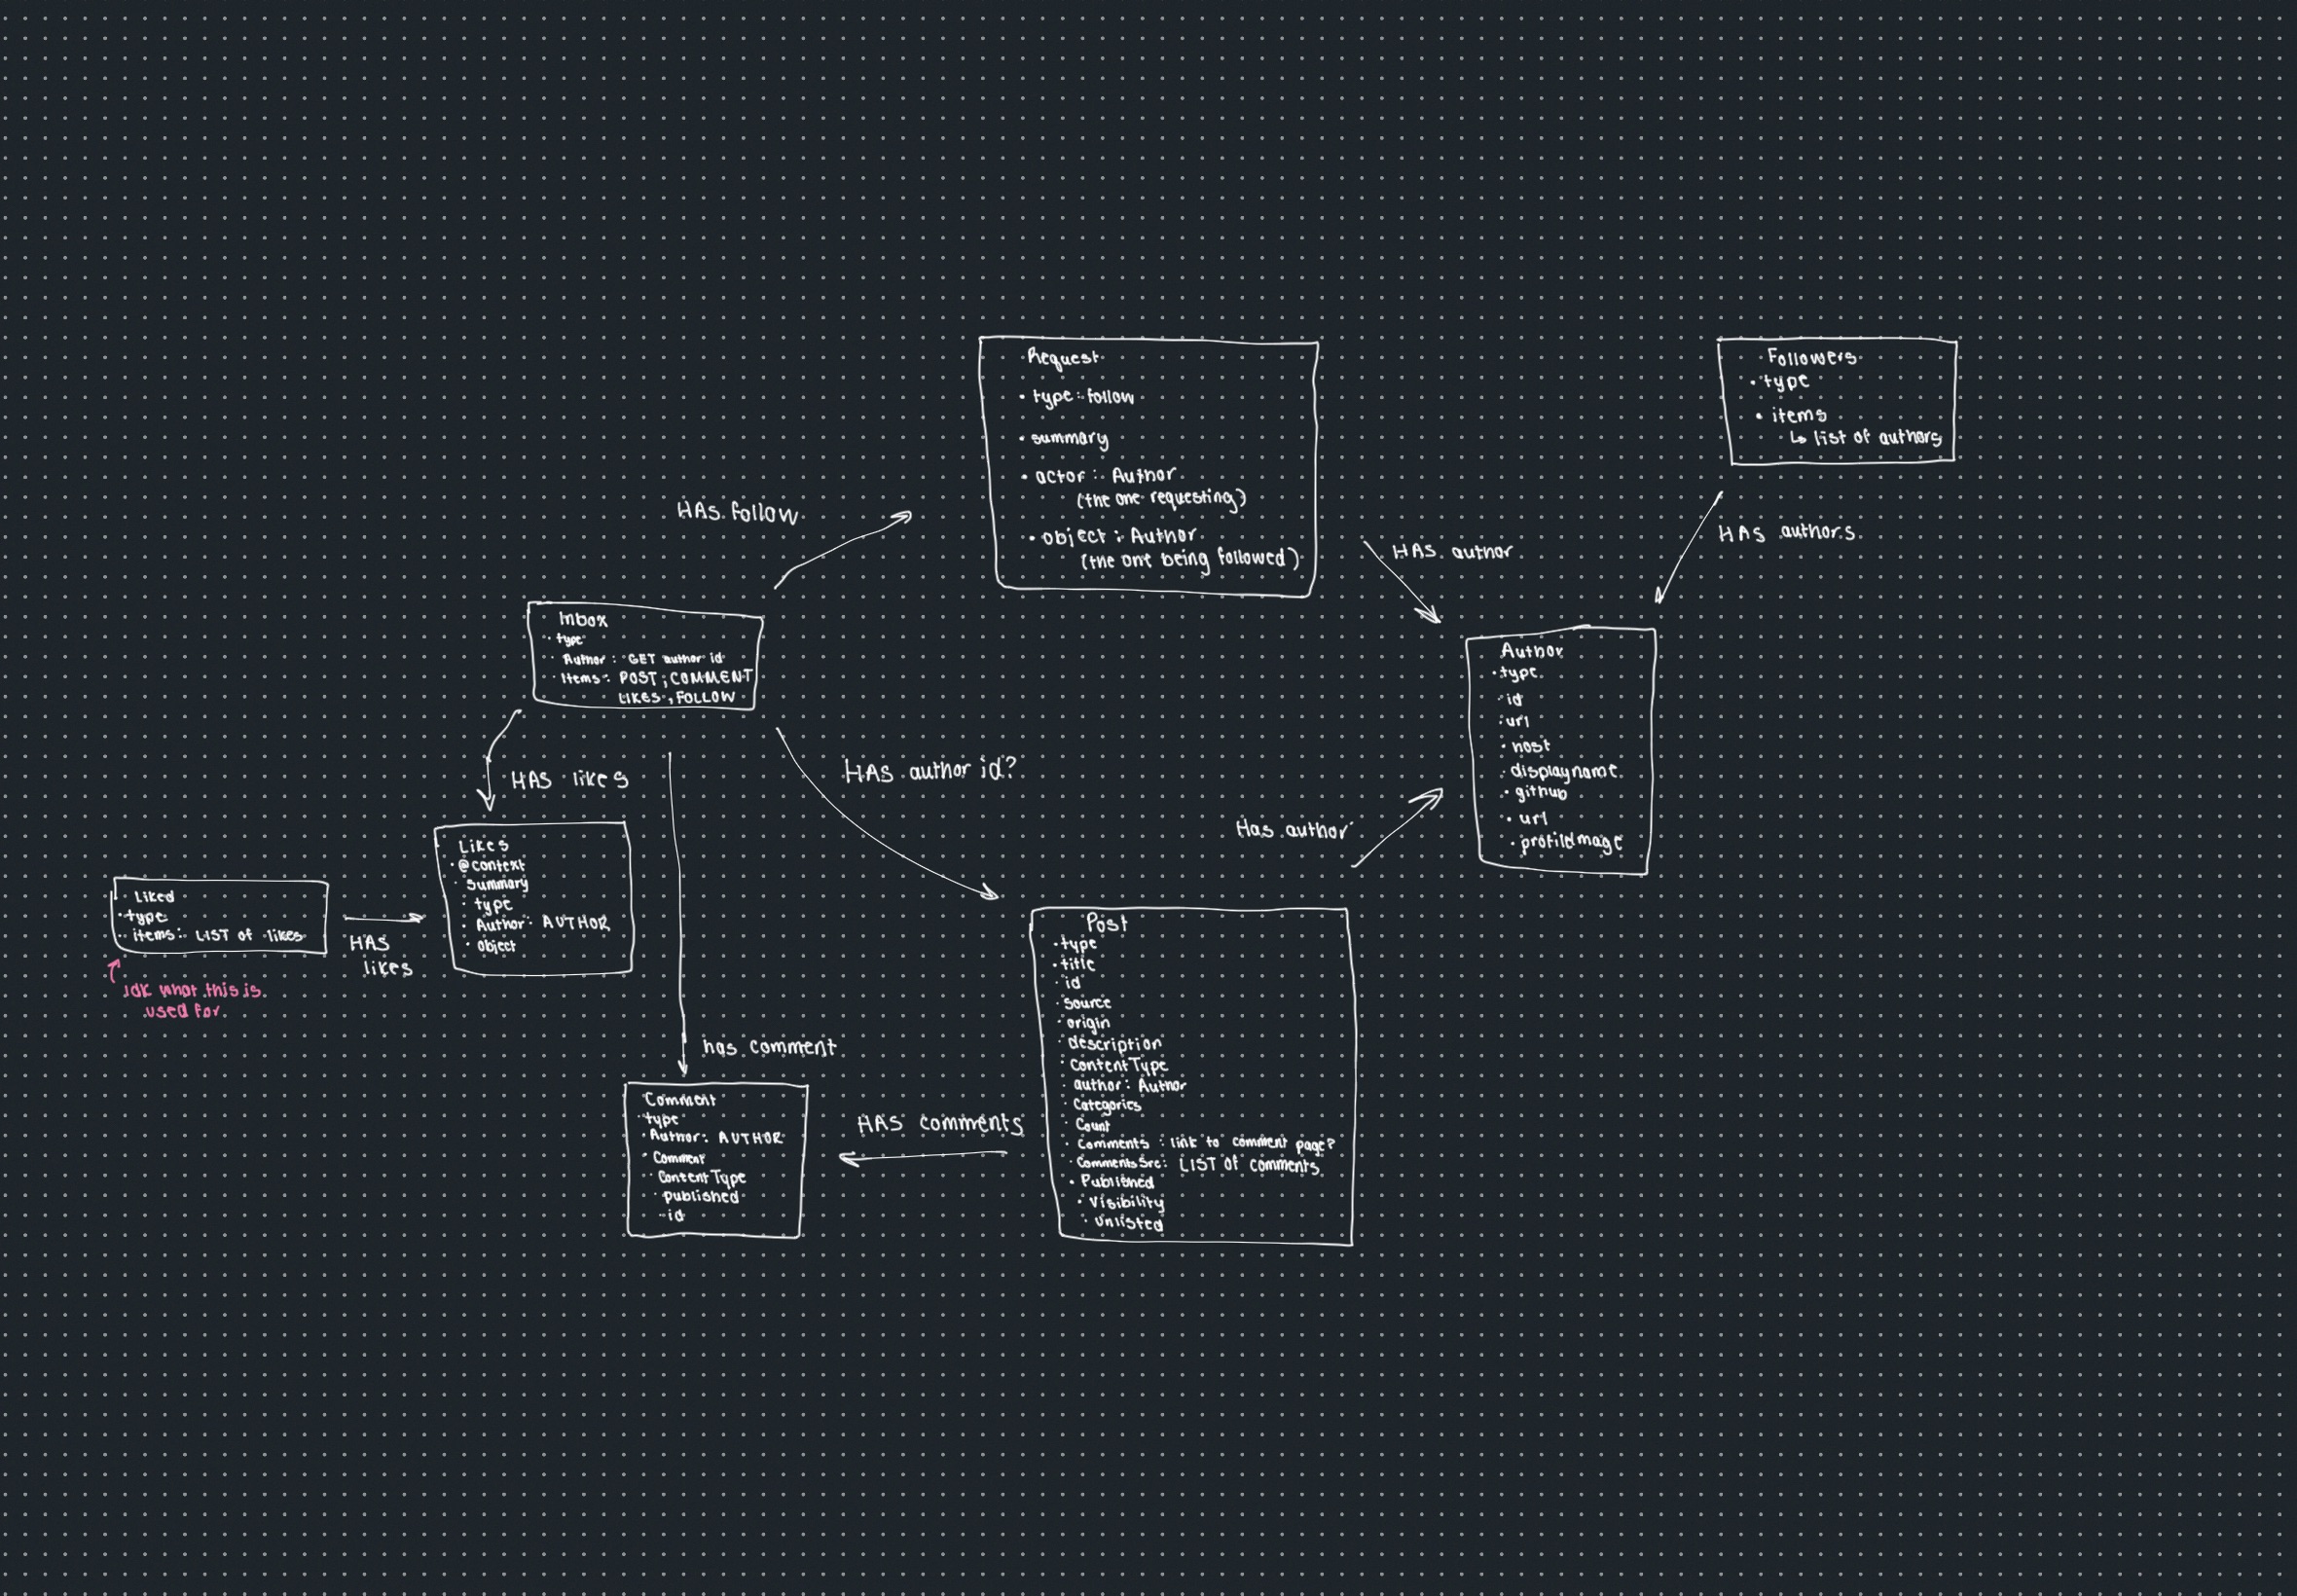 Request
• type: follow
• summary
• actor: Author
(the one requesting)
• object: Author
(the one being followed)
Followers
• type
• items
↳ list of authors
HAS follow
HAS author
HAS authors
Inbox
• type
• Author: GET author id
• Items: POST, COMMENT
LIKES, FOLLOW
Author
• type
• id
• url
• host
• displayname
• github
• url
• profileImage
HAS likes
HAS author id?
Has author
Likes
• @context
• summary
• type
• Author: AUTHOR
• object
Liked
• type
• items: LIST of likes
HAS
likes
idk what this is
used for
Post
• type
• title
• id
• source
• origin
• description
• contentType
• author: Author
• Categories
• Count
• Comments: link to comment page?
• CommentsSrc: LIST of comments
• Published
• Visibility
• Unlisted
has comment
Comment
• type
• Author: AUTHOR
• Comment
• ContentType
• published
• id
HAS comments